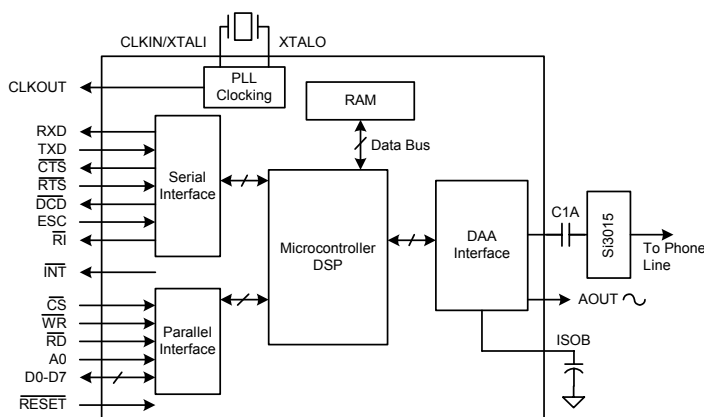 CLKIN/XTALI
XTALO
CLKOUT
PLL
Clocking
RAM
Data Bus
RXD
TXD
CTS
RTS
DCD
ESC
RI
INT
CS
WR
RD
A0
D0-D7
RESET
Serial
Interface
Parallel
Interface
Microcontroller
DSP
DAA
Interface
C1A
Si3015
To Phone
Line
AOUT
ISOB